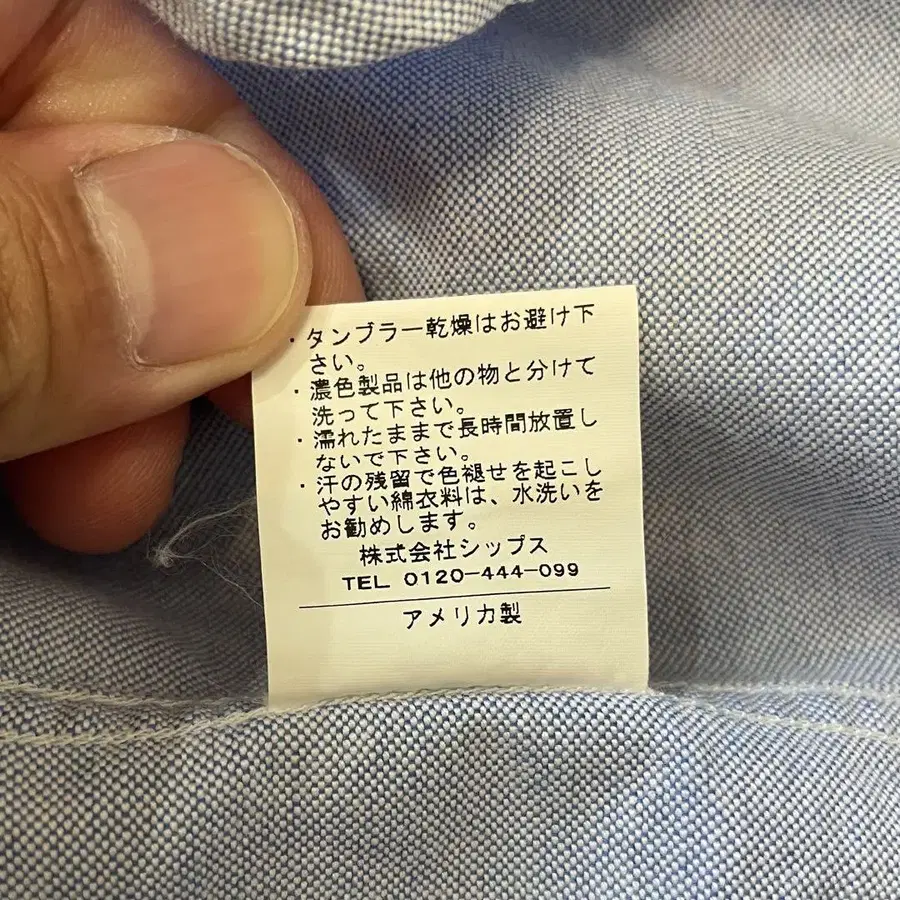 ・タンブラー乾燥はお避け下
さい。
・濃色製品は他の物と分けて
洗って下さい。
・濡れたままで長時間放置し
ないで下さい。
・汗の残留で色褪せを起こし
やすい綿衣料は、水洗いを
お勧めします。
株式会社シップス
TEL 0120-444-099
アメリカ製